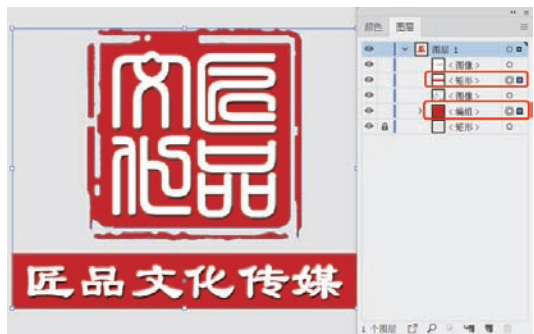 颜色 图层
图层 1
<图像>
<矩形>
<图像>
<编组>
<矩形>
匠品
文化
匠品文化传媒
1 个图层